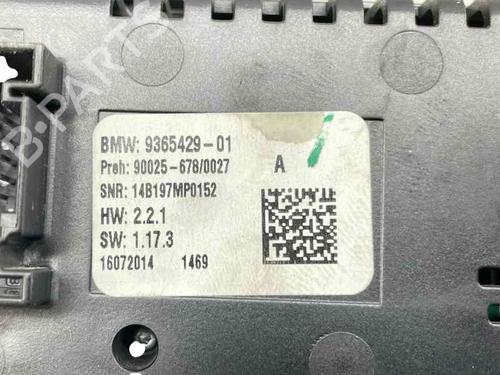 BMW: 9365429-01
Preh: 90025-678/0027 A
SNR: 14B197MP0152
HW: 2.2.1
SW: 1.17.3
16072014 1469